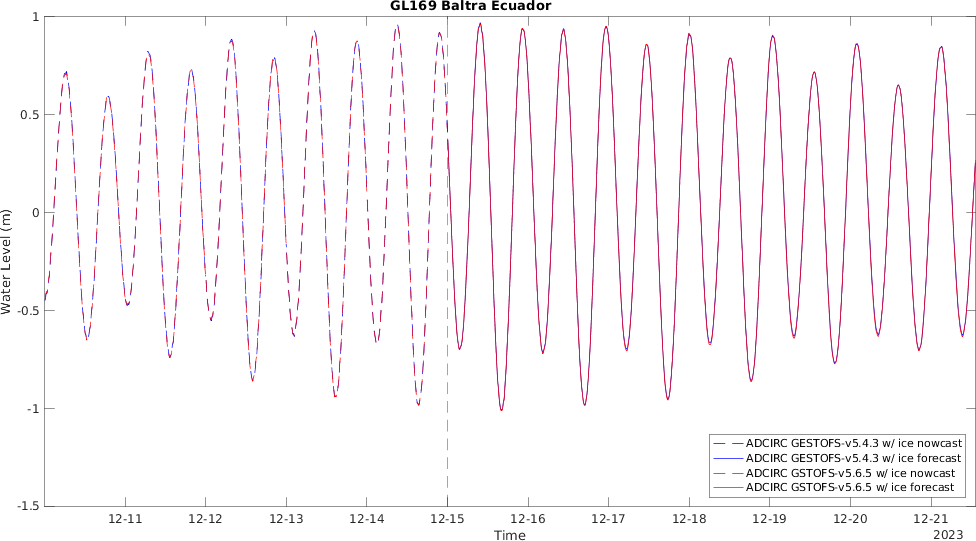 GL169 Baltra Ecuador
Water Level (m)
1
0.5
0
-0.5
-1
-1.5
12-11
12-12
12-13
12-14
12-15
12-16
12-17
12-18
12-19
12-20
12-21
2023
Time
ADCIRC GESTOFS-v5.4.3 w/ ice nowcast
ADCIRC GESTOFS-v5.4.3 w/ ice forecast
ADCIRC GSTOFS-v5.6.5 w/ ice nowcast
ADCIRC GSTOFS-v5.6.5 w/ ice forecast